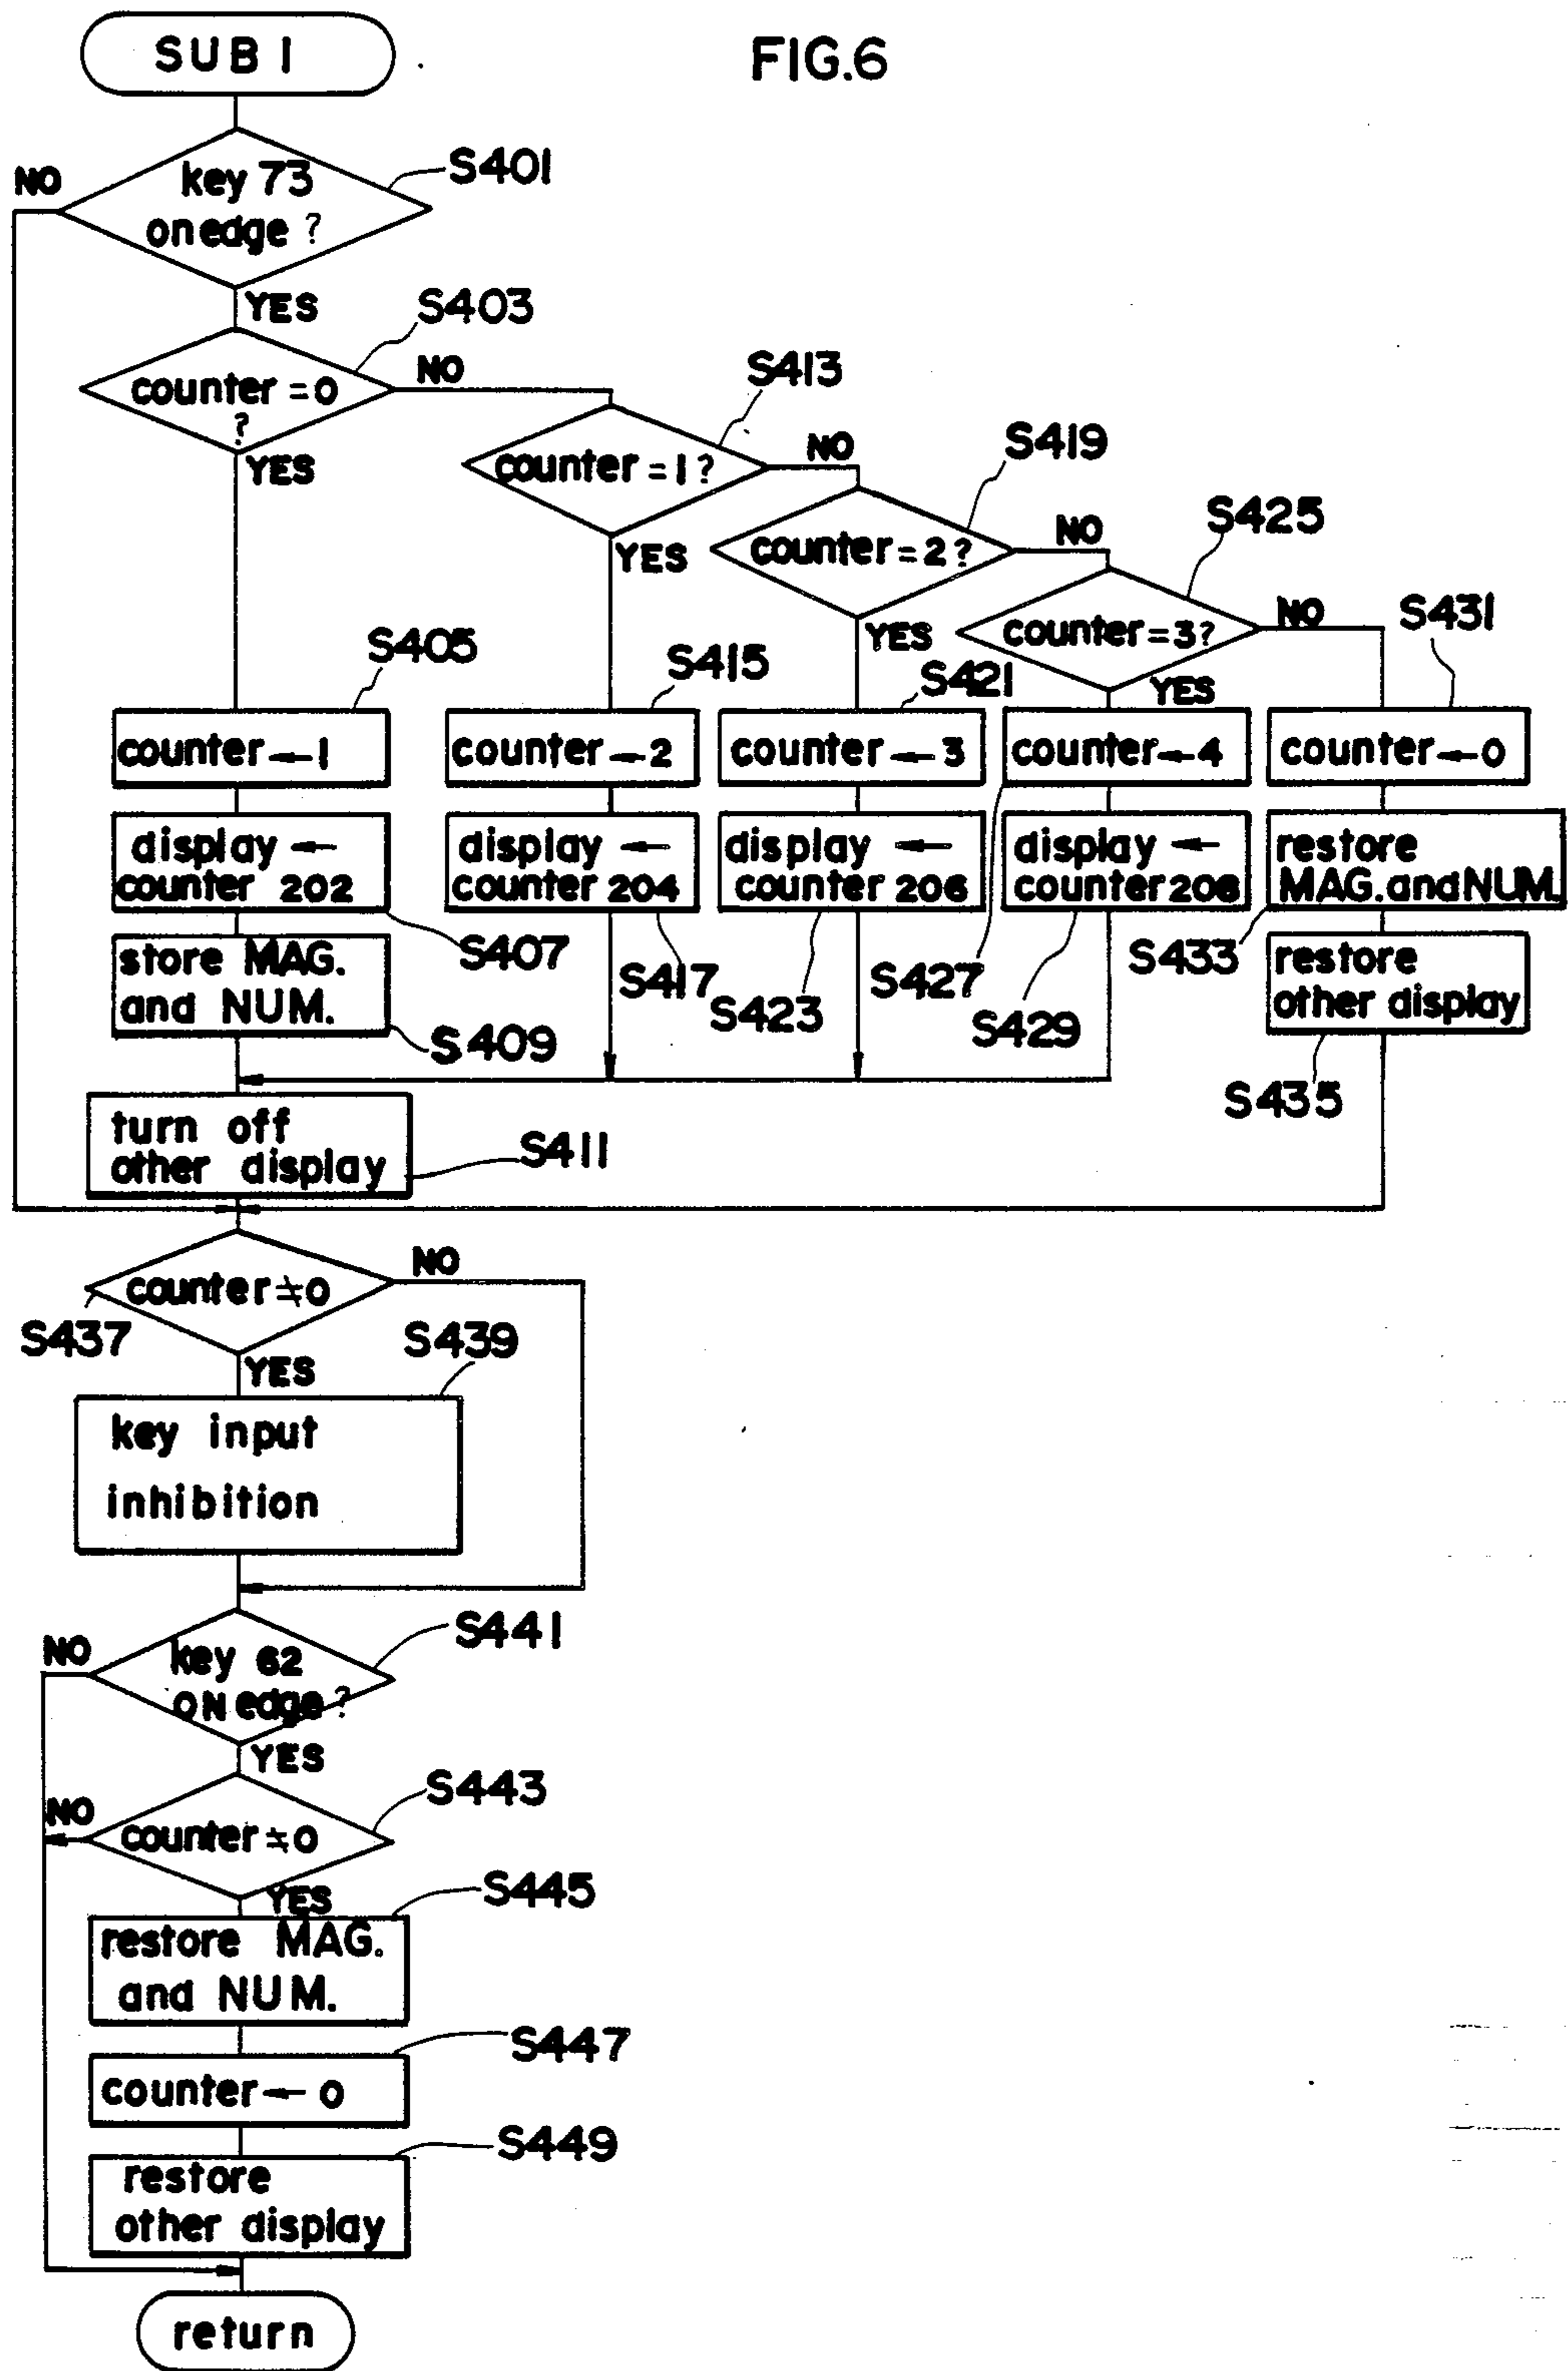 SUB 1
FIG.6
key 73
on edge ?
S401
NO
YES
counter = 0
?
S403
NO
YES
counter = 1 ?
S413
NO
YES
counter = 2 ?
S419
NO
YES
counter = 3?
S425
NO
YES
S405
counter ← 1
S415
counter ← 2
S421
counter ← 3
counter ← 4
S431
counter ← 0
display ←
counter 202
display ←
counter 204
display ←
counter 206
display ←
counter 208
restore
MAG. and NUM.
S407
S417
S423
S427
S429
S433
store MAG.
and NUM.
S409
restore
other display
S435
turn off
other display
S411
counter ≠ 0
S437
NO
YES
S439
key input
inhibition
key 62
ON edge ?
S441
NO
YES
counter ≠ 0
S443
NO
YES
S445
restore MAG.
and NUM.
S447
counter ← 0
S449
restore
other display
return